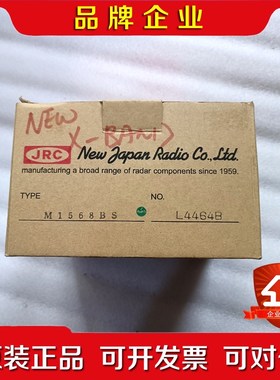 品牌企业
NEW
X-BAND
JRC New Japan Radio Co., Ltd.
manufacturing a broad range of radar components since 1959.
TYPE NO.
M1568BS L4464B
企业
原装正品 可开发票 可对